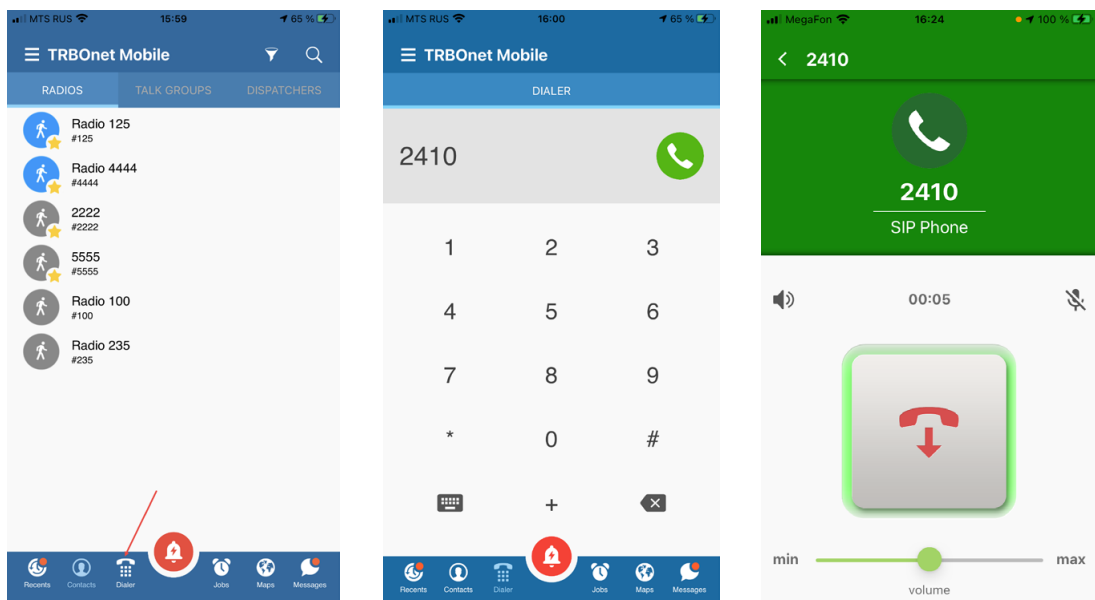 MTS RUS 15:59 65 %
TRBOnet Mobile
RADIOS TALK GROUPS DISPATCHERS
Radio 125
#125
Radio 4444
#4444
2222
#2222
5555
#5555
Radio 100
#100
Radio 235
#235
Recents Contacts Dialer Jobs Maps Messages
MTS RUS 16:00 65 %
TRBOnet Mobile
DIALER
2410
1 2 3
4 5 6
7 8 9
* 0 #
+
Recents Contacts Dialer Jobs Maps Messages
MegaFon 16:24 100 %
2410
2410
SIP Phone
00:05
min max
volume